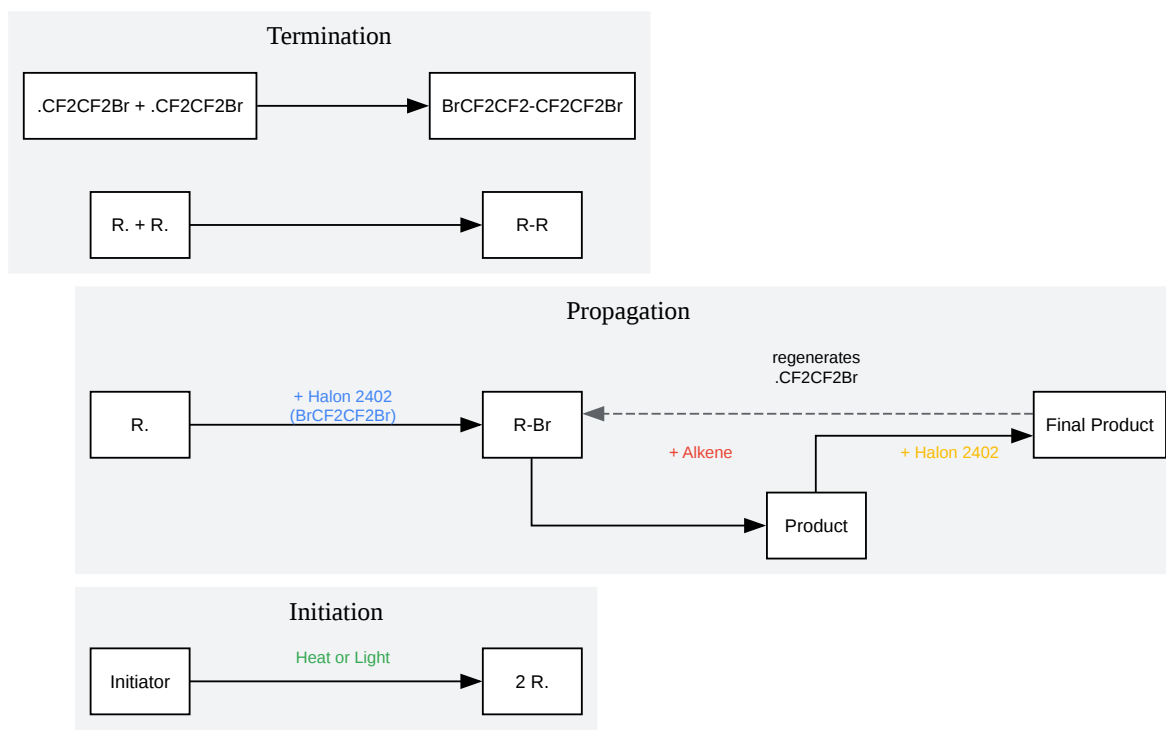 Termination
.CF2CF2Br + .CF2CF2Br
BrCF2CF2-CF2CF2Br
R. + R.
R-R
Propagation
regenerates
.CF2CF2Br
R.
+ Halon 2402
(BrCF2CF2Br)
R-Br
+ Alkene
+ Halon 2402
Final Product
Product
Initiation
Initiator
Heat or Light
2 R.